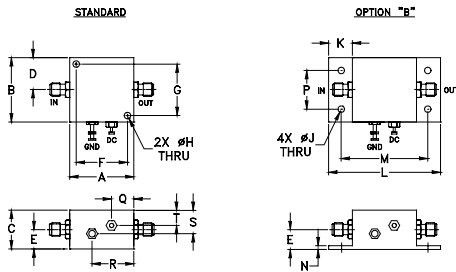 STANDARD
OPTION "B"
K
D
B
IN
OUT
G
GND
DC
2X øH
THRU
F
A
P
IN
OUT
GND
DC
4X øJ
THRU
M
L
Q
T
S
C
E
R
E
N